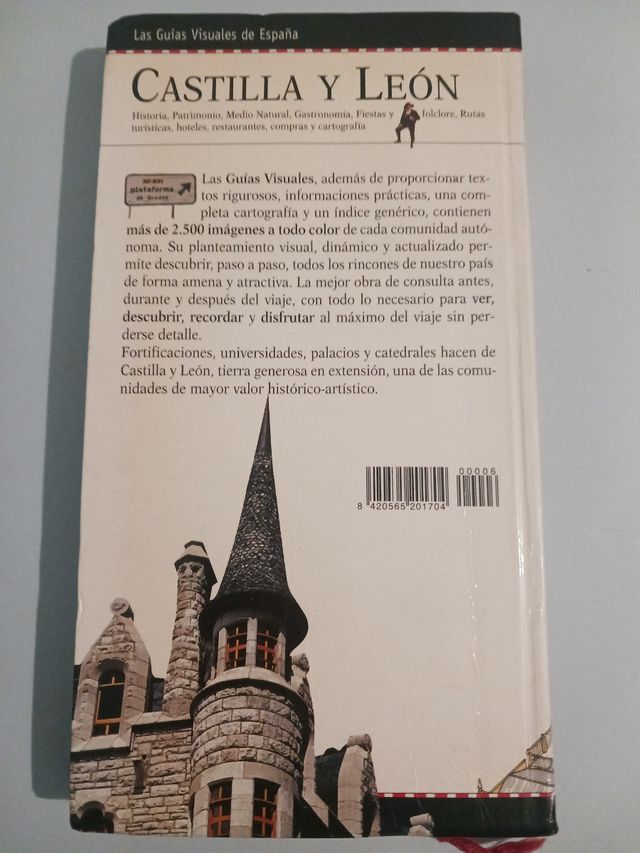 Las Guías Visuales de España
CASTILLA Y LEÓN
Historia, Patrimonio, Medio Natural, Gastronomía, Fiestas y folclore, Rutas
turísticas, hoteles, restaurantes, compras y cartografía
plataforma
Las Guías Visuales, además de proporcionar tex-
tos rigurosos, informaciones prácticas, una com-
pleta cartografía y un índice genérico, contienen
más de 2.500 imágenes a todo color de cada comunidad autó-
noma. Su planteamiento visual, dinámico y actualizado per-
mite descubrir, paso a paso, todos los rincones de nuestro país
de forma amena y atractiva. La mejor obra de consulta antes,
durante y después del viaje, con todo lo necesario para ver,
descubrir, recordar y disfrutar al máximo del viaje sin per-
derse detalle.
Fortificaciones, universidades, palacios y catedrales hacen de
Castilla y León, tierra generosa en extensión, una de las comu-
nidades de mayor valor histórico-artístico.
00006
8 420565 201704